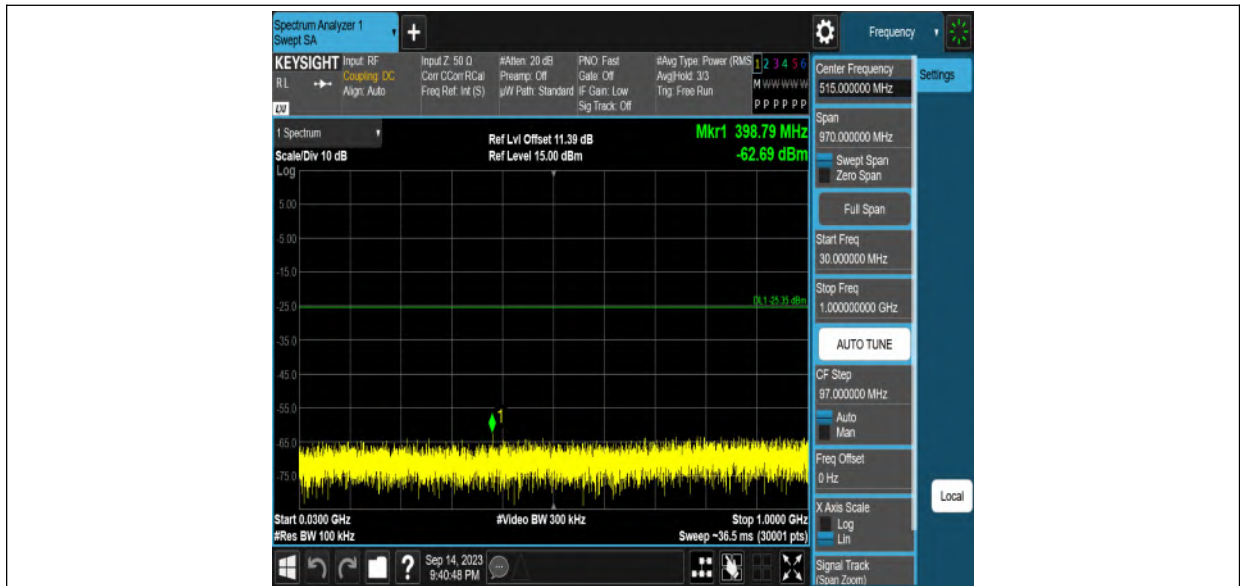 Spectrum Analyzer 1
Swept SA
+
Frequency
KEYSIGHT
RL
LXI
Input: RF
Coupling: DC
Align: Auto
Input Z: 50 Ω
Corr CCorr RCal
Freq Ref: Int (S)
#Atten: 20 dB
Preamp: Off
µW Path: Standard
PNO: Fast
Gate: Off
IF Gain: Low
Sig Track: Off
#Avg Type: Power (RMS
Avg|Hold: 3/3
Trig: Free Run
1 2 3 4 5 6
M W W W W W
P P P P P P
Center Frequency
515.000000 MHz
Settings
1 Spectrum
Scale/Div 10 dB
Log
Ref Lvl Offset 11.39 dB
Ref Level 15.00 dBm
Mkr1 398.79 MHz
-62.69 dBm
Span
970.000000 MHz
Swept Span
Zero Span
Full Span
Start Freq
30.000000 MHz
Stop Freq
1.000000000 GHz
AUTO TUNE
CF Step
97.000000 MHz
Auto
Man
Freq Offset
0 Hz
X Axis Scale
Log
Lin
Signal Track
(Span Zoom)
Local
5.00
-5.00
-15.0
-25.0
DL1 -25.35 dBm
-35.0
-45.0
-55.0
1
-65.0
-75.0
Start 0.0300 GHz
#Res BW 100 kHz
#Video BW 300 kHz
Stop 1.0000 GHz
Sweep ~36.5 ms (30001 pts)
?
Sep 14, 2023
9:40:48 PM